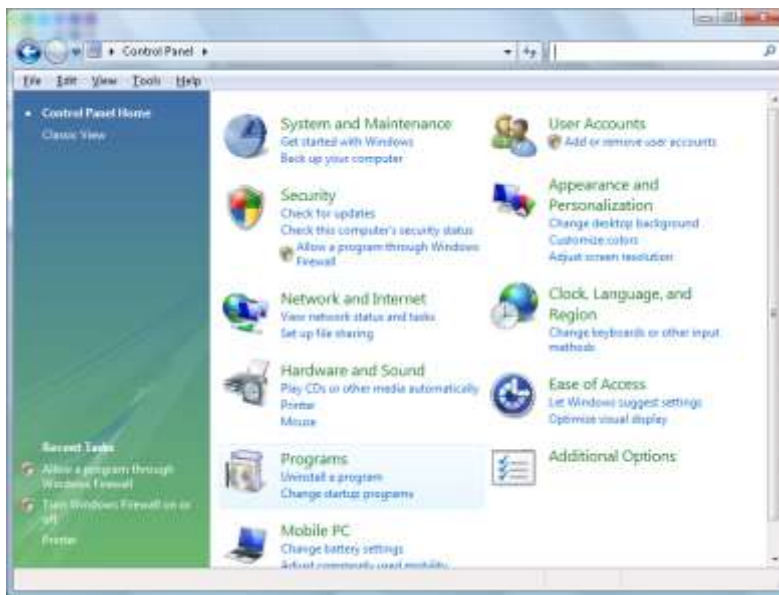 Control Panel
File Edit View Tools Help
Control Panel Home
Classic View
Recent Tasks
Allow a program through
Windows Firewall
Turn Windows Firewall on or
off
Printer
System and Maintenance
Get started with Windows
Back up your computer
Security
Check for updates
Check this computer's security status
Allow a program through Windows
Firewall
Network and Internet
View network status and tasks
Set up file sharing
Hardware and Sound
Play CDs or other media automatically
Printer
Mouse
Programs
Uninstall a program
Change startup programs
Mobile PC
Change battery settings
Adjust commonly used mobility
User Accounts
Add or remove user accounts
Appearance and
Personalization
Change desktop background
Customize colors
Adjust screen resolution
Clock, Language, and
Region
Change keyboards or other input
methods
Ease of Access
Let Windows suggest settings
Optimize visual display
Additional Options